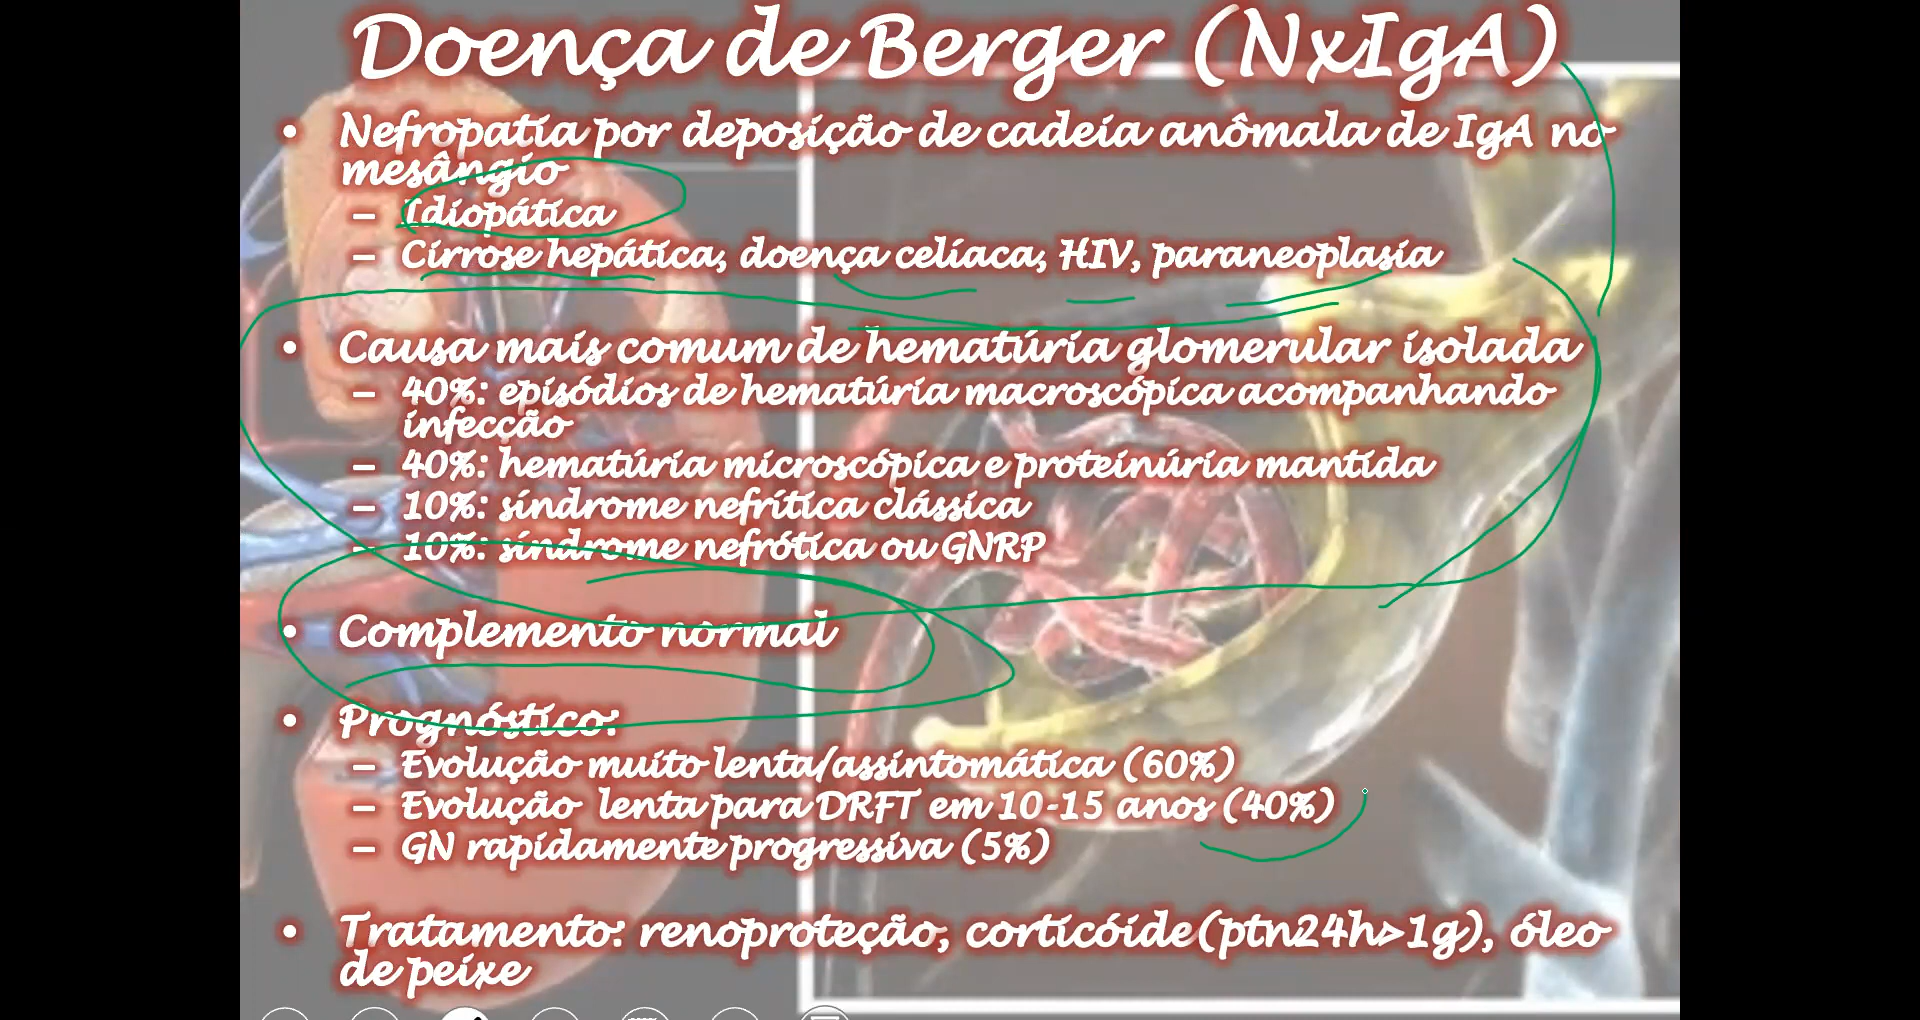 Doença de Berger (NxIgA)
• Nefropatia por deposição de cadeia anômala de IgA no
mesângio
– Idiopática
– Cirrose hepática, doença celíaca, HIV, paraneoplasia
• Causa mais comum de hematúria glomerular isolada
– 40%: episódios de hematúria macroscópica acompanhando
infecção
– 40%: hematúria microscópica e proteinúria mantida
– 10%: síndrome nefrítica clássica
– 10%: síndrome nefrótica ou GNRP
• Complemento normal
• Prognóstico:
– Evolução muito lenta/assintomática (60%)
– Evolução lenta para DRFT em 10-15 anos (40%)
– GN rapidamente progressiva (5%)
• Tratamento: renoproteção, corticóide(ptn24h>1g), óleo
de peixe